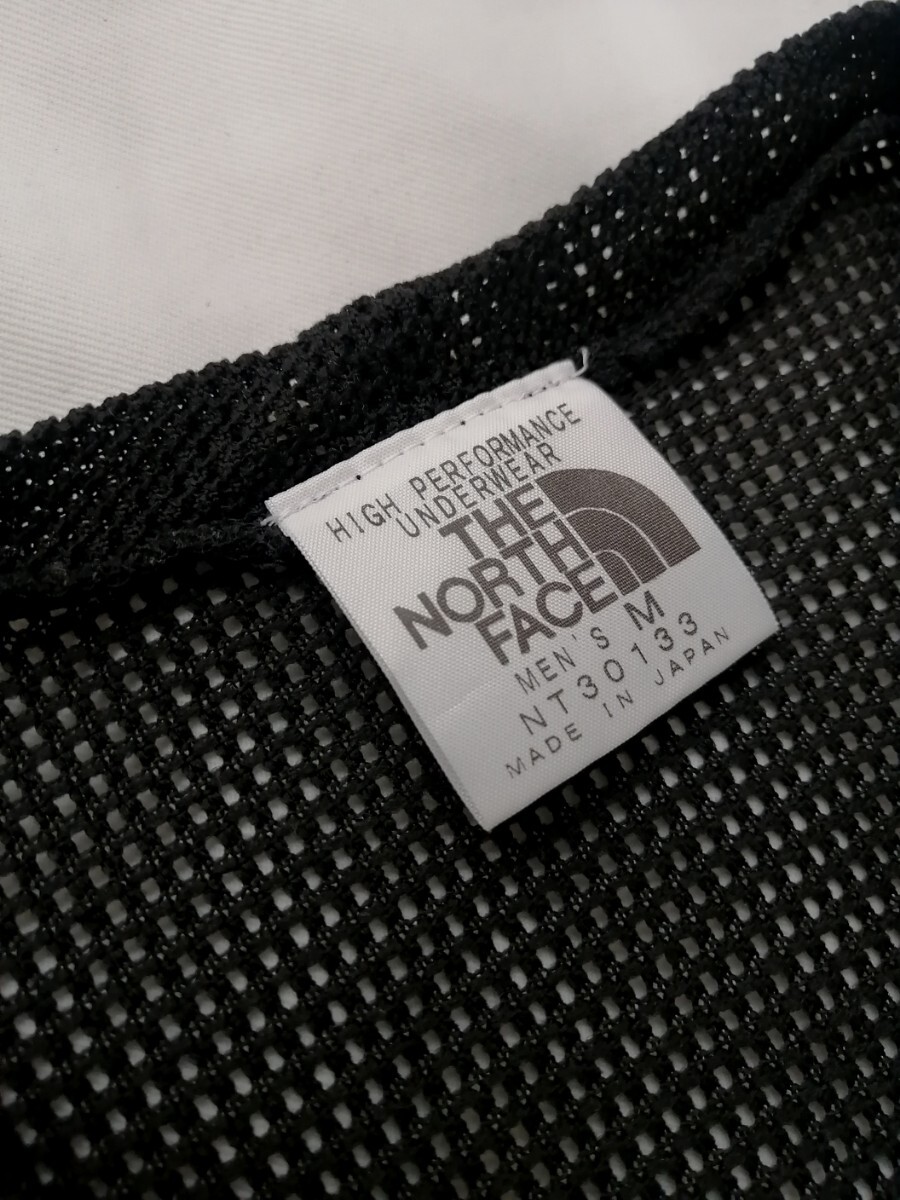 HIGH PERFORMANCE
UNDERWEAR
THE
NORTH
FACE
MEN'S M
NT30133
MADE IN JAPAN